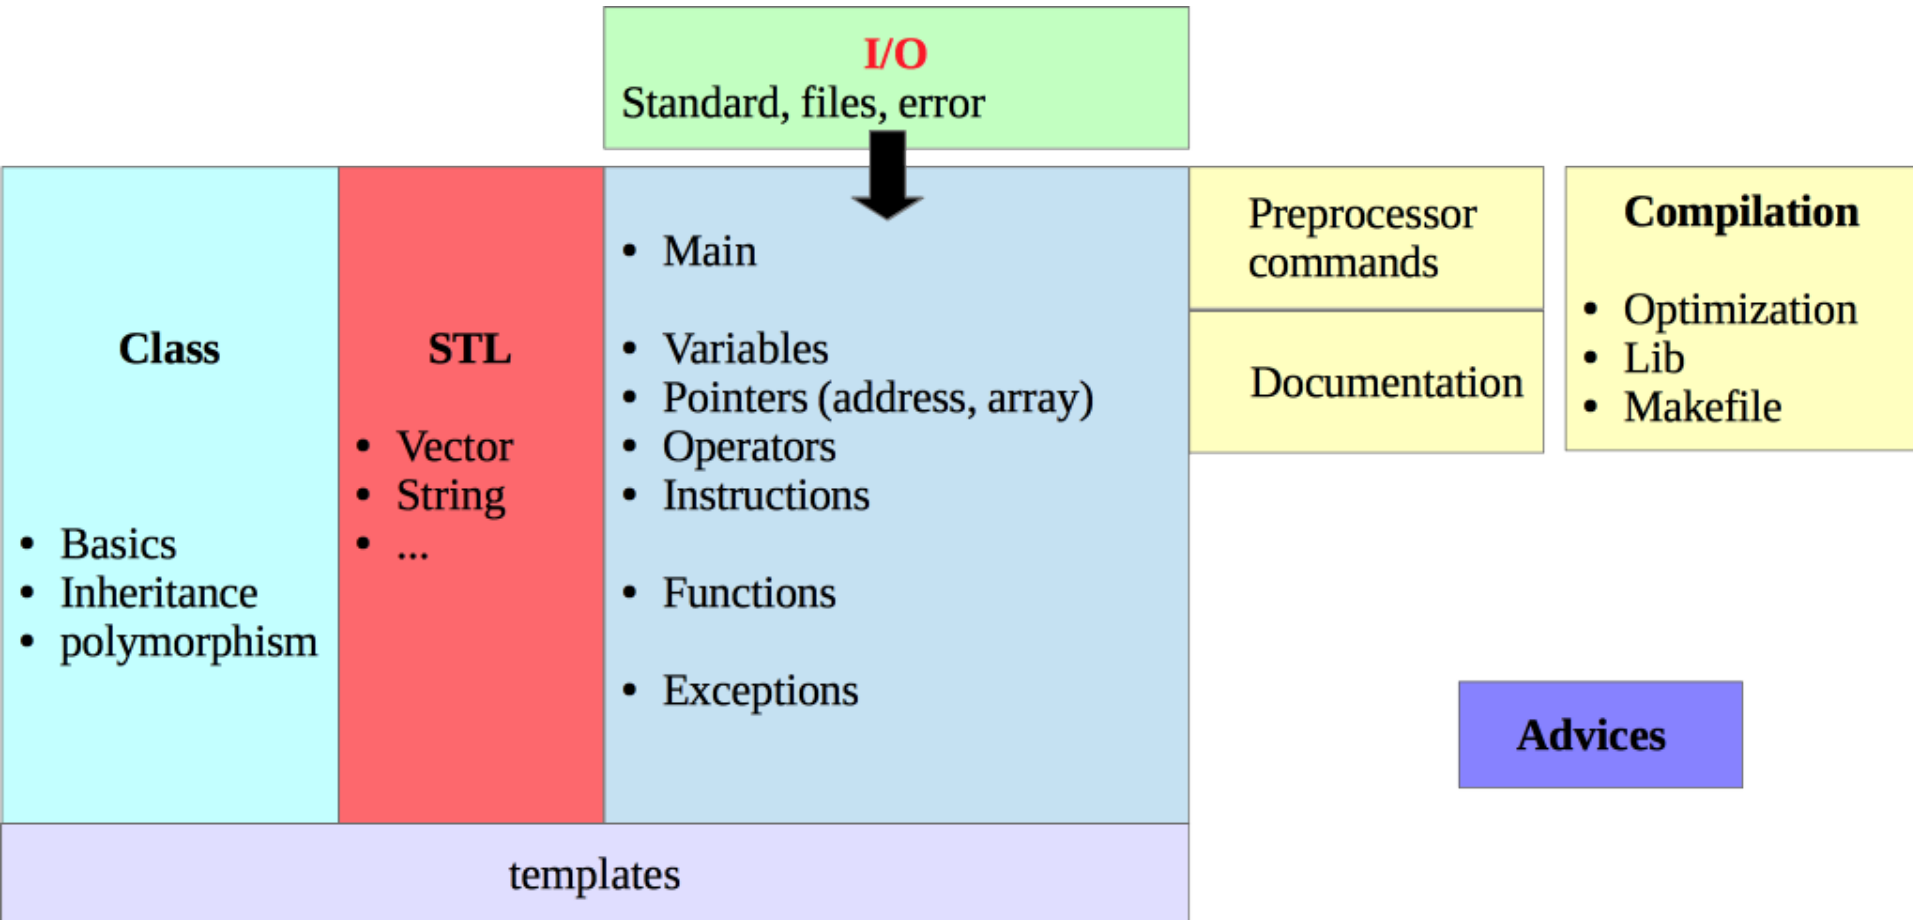 I/O
Standard, files, error
Class
• Basics
• Inheritance
• polymorphism
STL
• Vector
• String
• ...
• Main
• Variables
• Pointers (address, array)
• Operators
• Instructions
• Functions
• Exceptions
Preprocessor
commands
Documentation
Compilation
• Optimization
• Lib
• Makefile
Advices
templates